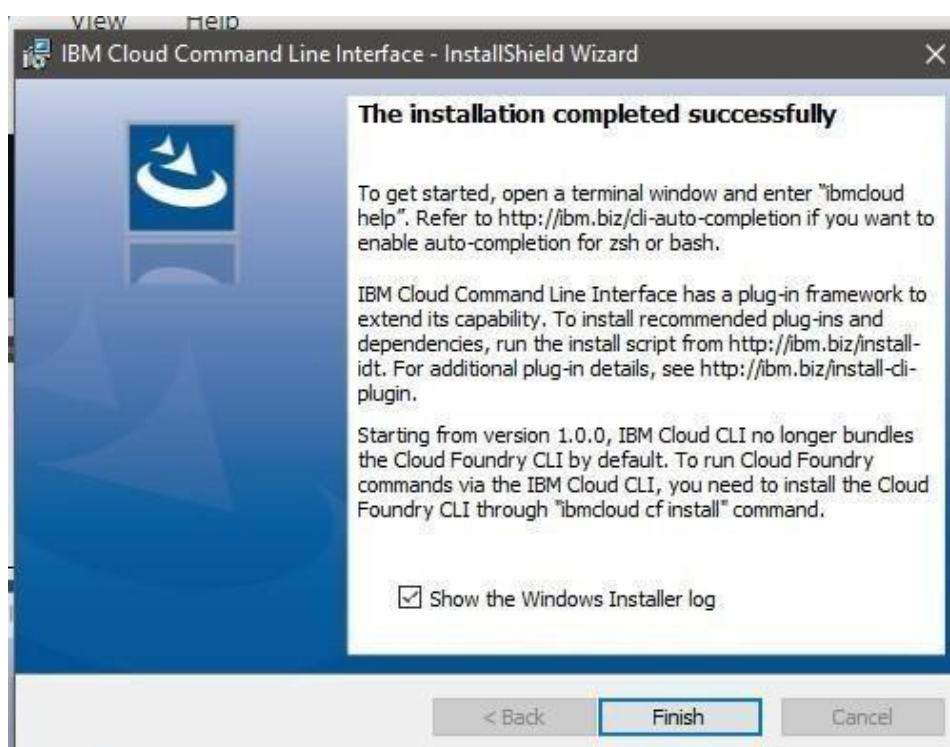 View Help
IBM Cloud Command Line Interface - InstallShield Wizard
The installation completed successfully
To get started, open a terminal window and enter "ibmcloud
help". Refer to http://ibm.biz/cli-auto-completion if you want to
enable auto-completion for zsh or bash.
IBM Cloud Command Line Interface has a plug-in framework to
extend its capability. To install recommended plug-ins and
dependencies, run the install script from http://ibm.biz/install-
idt. For additional plug-in details, see http://ibm.biz/install-cli-
plugin.
Starting from version 1.0.0, IBM Cloud CLI no longer bundles
the Cloud Foundry CLI by default. To run Cloud Foundry
commands via the IBM Cloud CLI, you need to install the Cloud
Foundry CLI through "ibmcloud cf install" command.
Show the Windows Installer log
< Back Finish Cancel